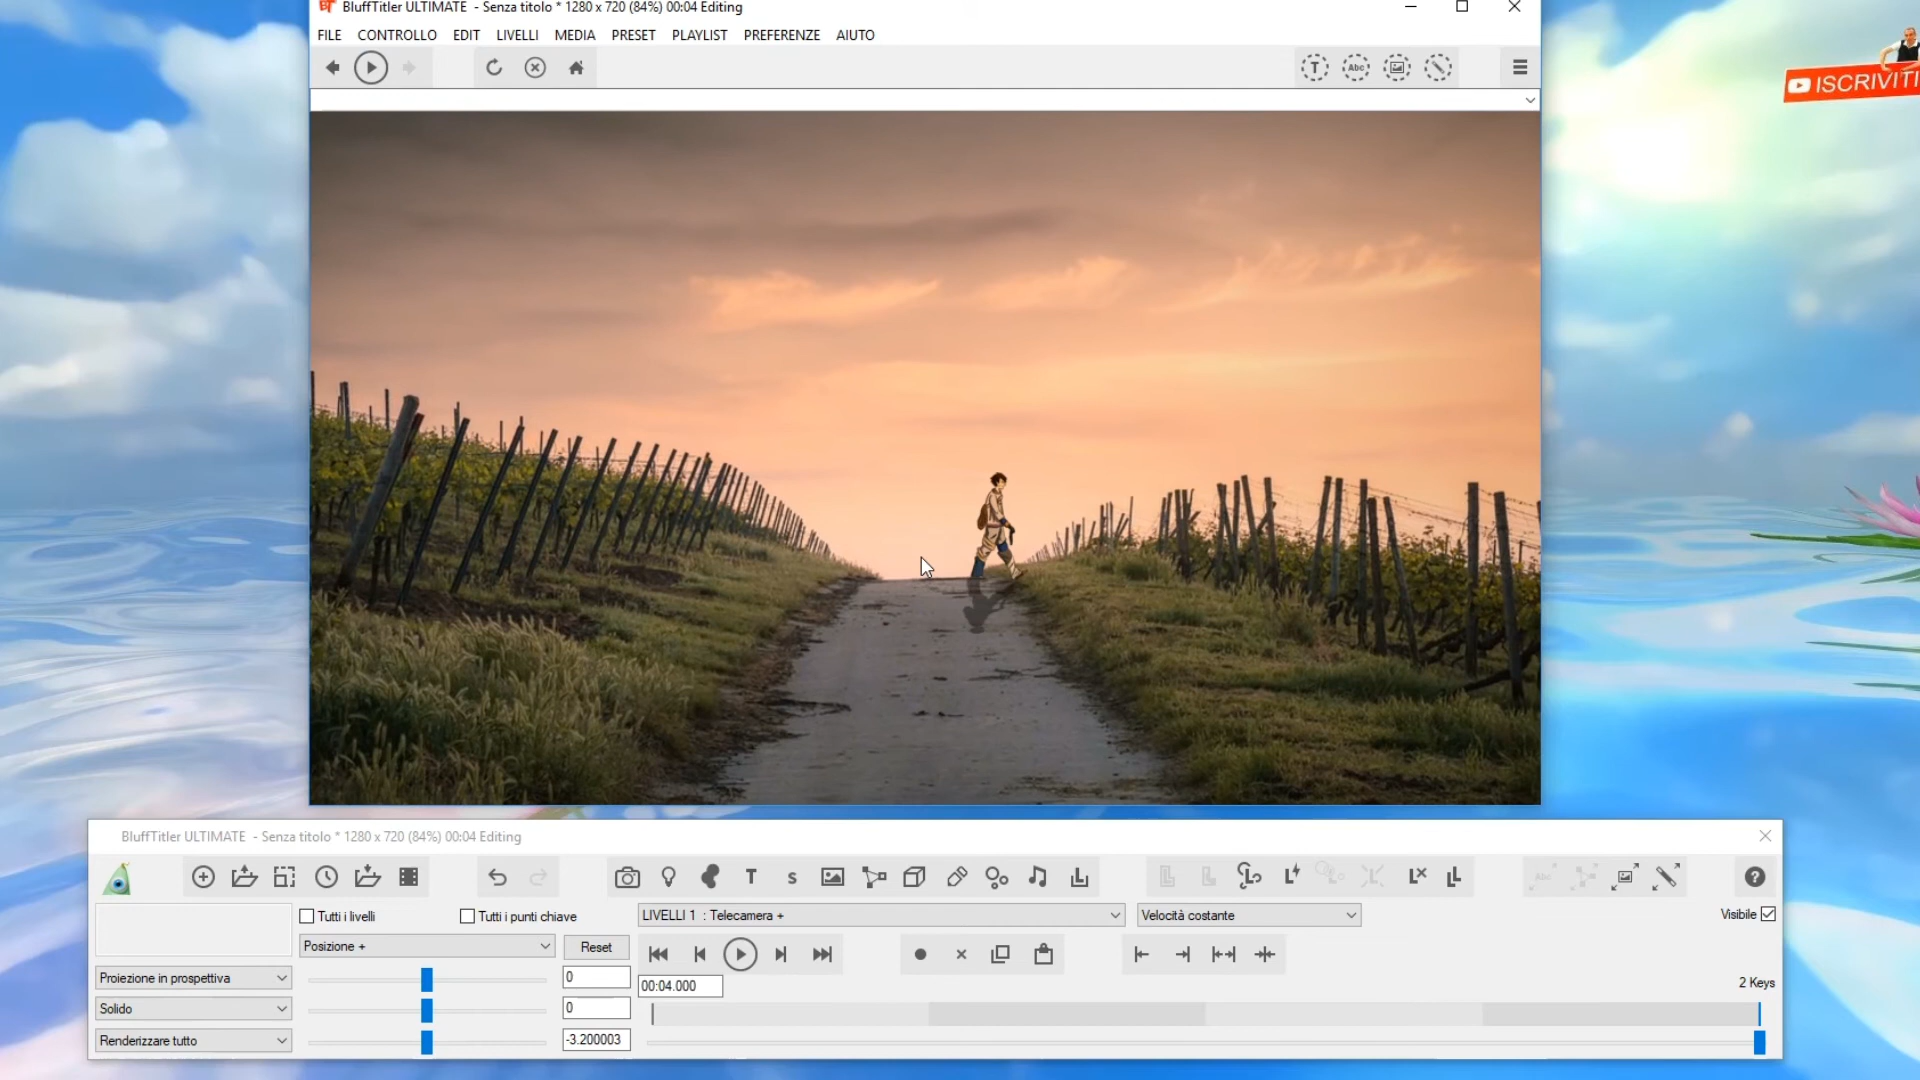 BluffTitler ULTIMATE - Senza titolo * 1280 x 720 (84%) 00:04 Editing
FILE CONTROLLO EDIT LIVELLI MEDIA PRESET PLAYLIST PREFERENZE AIUTO
T Abc
ISCRIVITI
BluffTitler ULTIMATE - Senza titolo * 1280 x 720 (84%) 00:04 Editing
T S
Abc
?
Tutti i livelli Tutti i punti chiave LIVELLI 1 : Telecamera + Velocità costante Visibile
Posizione + Reset
Proiezione in prospettiva 0 00:04.000 2 Keys
Solido 0
Renderizzare tutto -3.200003